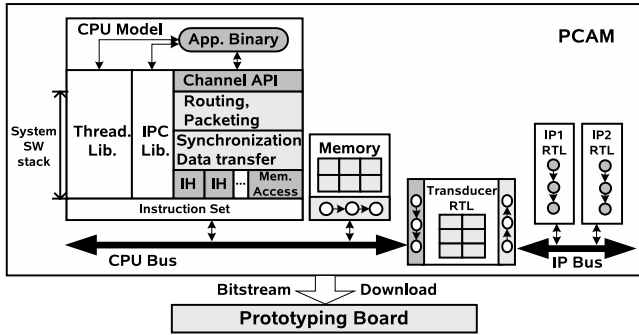 CPU Model
App. Binary
PCAM
Channel API
Routing,
Packeting
Synchronization
Data transfer
IH
IH
...
Mem.
Access
Thread.
Lib.
IPC
Lib.
System
SW
stack
Instruction Set
Memory
Transducer
RTL
IP1
RTL
IP2
RTL
CPU Bus
IP Bus
Bitstream
Download
Prototyping Board